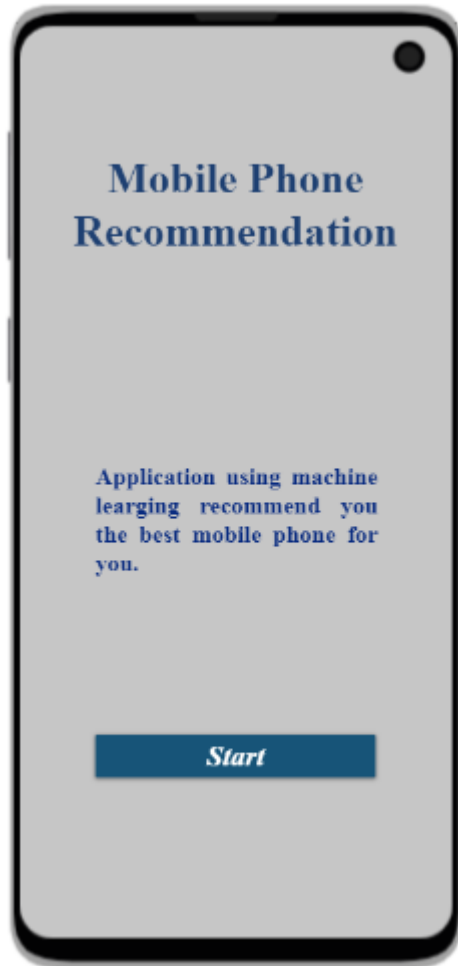 Mobile Phone
Recommendation
Application using machine
learging recommend you
the best mobile phone for
you.
Start